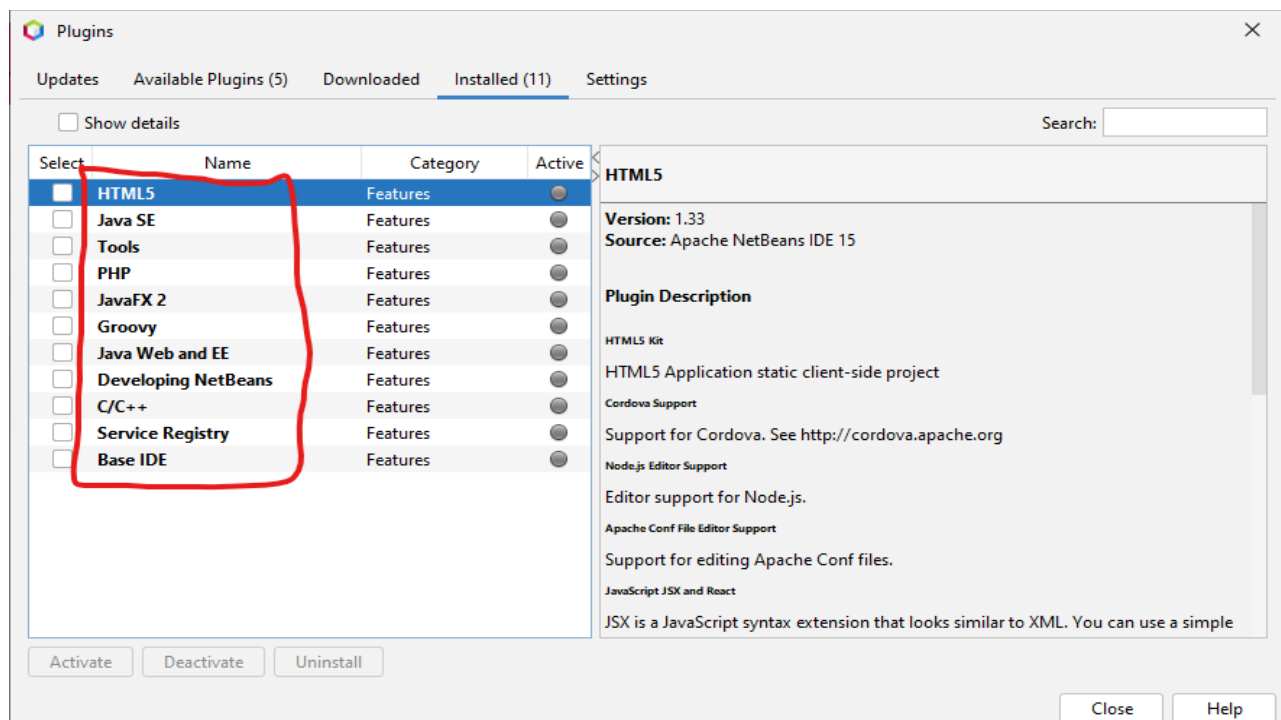 Plugins
Updates Available Plugins (5) Downloaded Installed (11) Settings
Show details Search:
Select Name Category Active
HTML5 Features
Java SE Features
Tools Features
PHP Features
JavaFX 2 Features
Groovy Features
Java Web and EE Features
Developing NetBeans Features
C/C++ Features
Service Registry Features
Base IDE Features
HTML5
Version: 1.33
Source: Apache NetBeans IDE 15
Plugin Description
HTML5 Kit
HTML5 Application static client-side project
Cordova Support
Support for Cordova. See http://cordova.apache.org
Node.js Editor Support
Editor support for Node.js.
Apache Conf File Editor Support
Support for editing Apache Conf files.
JavaScript JSX and React
JSX is a JavaScript syntax extension that looks similar to XML. You can use a simple
Activate Deactivate Uninstall
Close Help